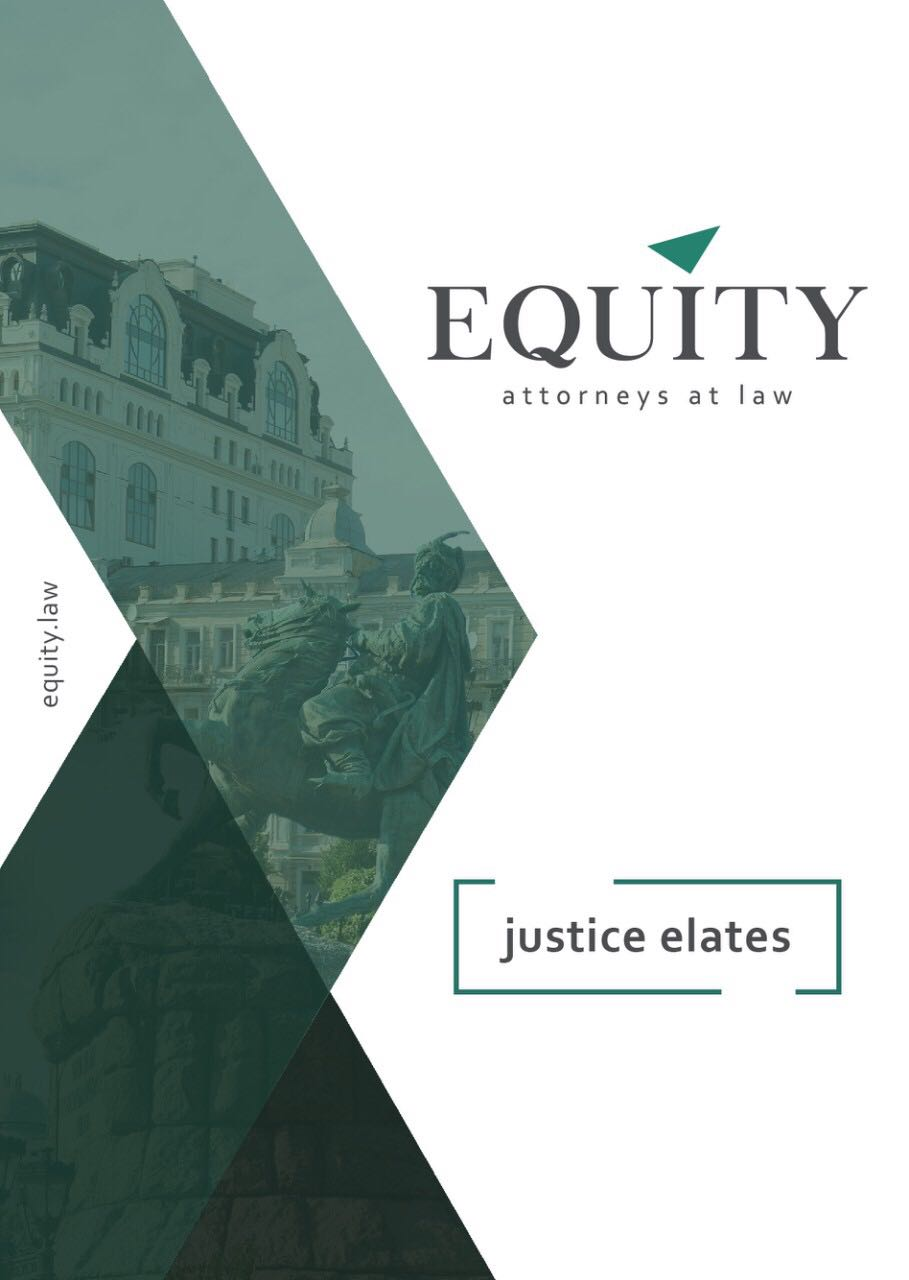 EQUITY
attorneys at law
equity.law
justice elates